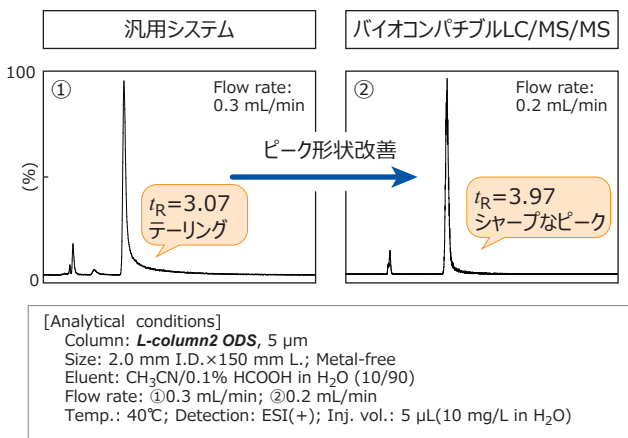 汎用システム
バイオコンパチブルLC/MS/MS
100
(%)
0
①
Flow rate:
0.3 mL/min
tR=3.07
テーリング
ピーク形状改善
②
Flow rate:
0.2 mL/min
tR=3.97
シャープなピーク
[Analytical conditions]
Column: L-column2 ODS, 5 µm
Size: 2.0 mm I.D.×150 mm L.; Metal-free
Eluent: CH₃CN/0.1% HCOOH in H₂O (10/90)
Flow rate: ①0.3 mL/min; ②0.2 mL/min
Temp.: 40℃; Detection: ESI(+); Inj. vol.: 5 µL(10 mg/L in H₂O)